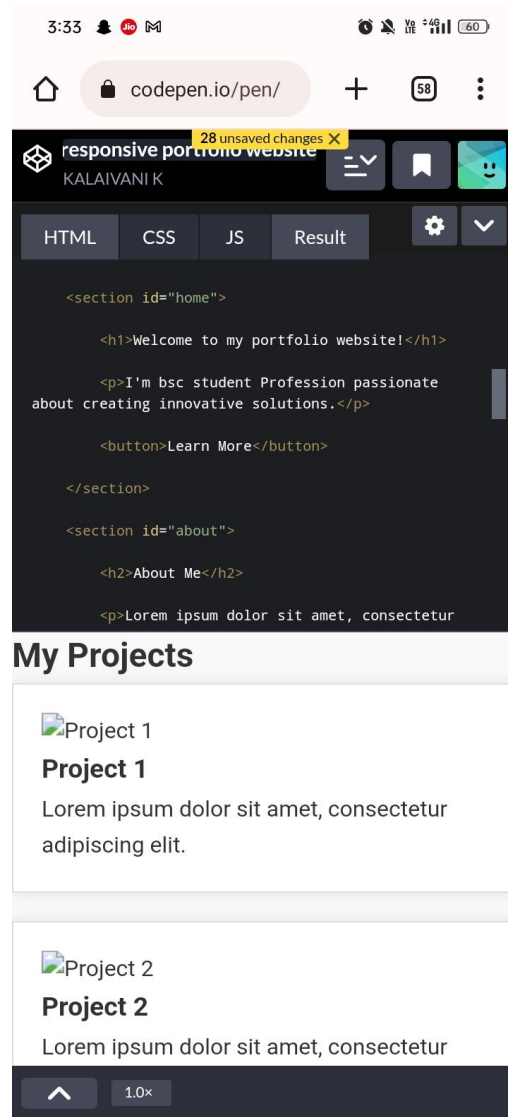 3:33 Jio Vo LTE 4G 60
codepen.io/pen/ 58
28 unsaved changes X
responsive portfolio website
KALAIVANI K
HTML CSS JS Result
<section id="home">
<h1>Welcome to my portfolio website!</h1>
<p>I'm bsc student Profession passionate
about creating innovative solutions.</p>
<button>Learn More</button>
</section>
<section id="about">
<h2>About Me</h2>
<p>Lorem ipsum dolor sit amet, consectetur
My Projects
Project 1
Project 1
Lorem ipsum dolor sit amet, consectetur
adipiscing elit.
Project 2
Project 2
Lorem ipsum dolor sit amet, consectetur
1.0×